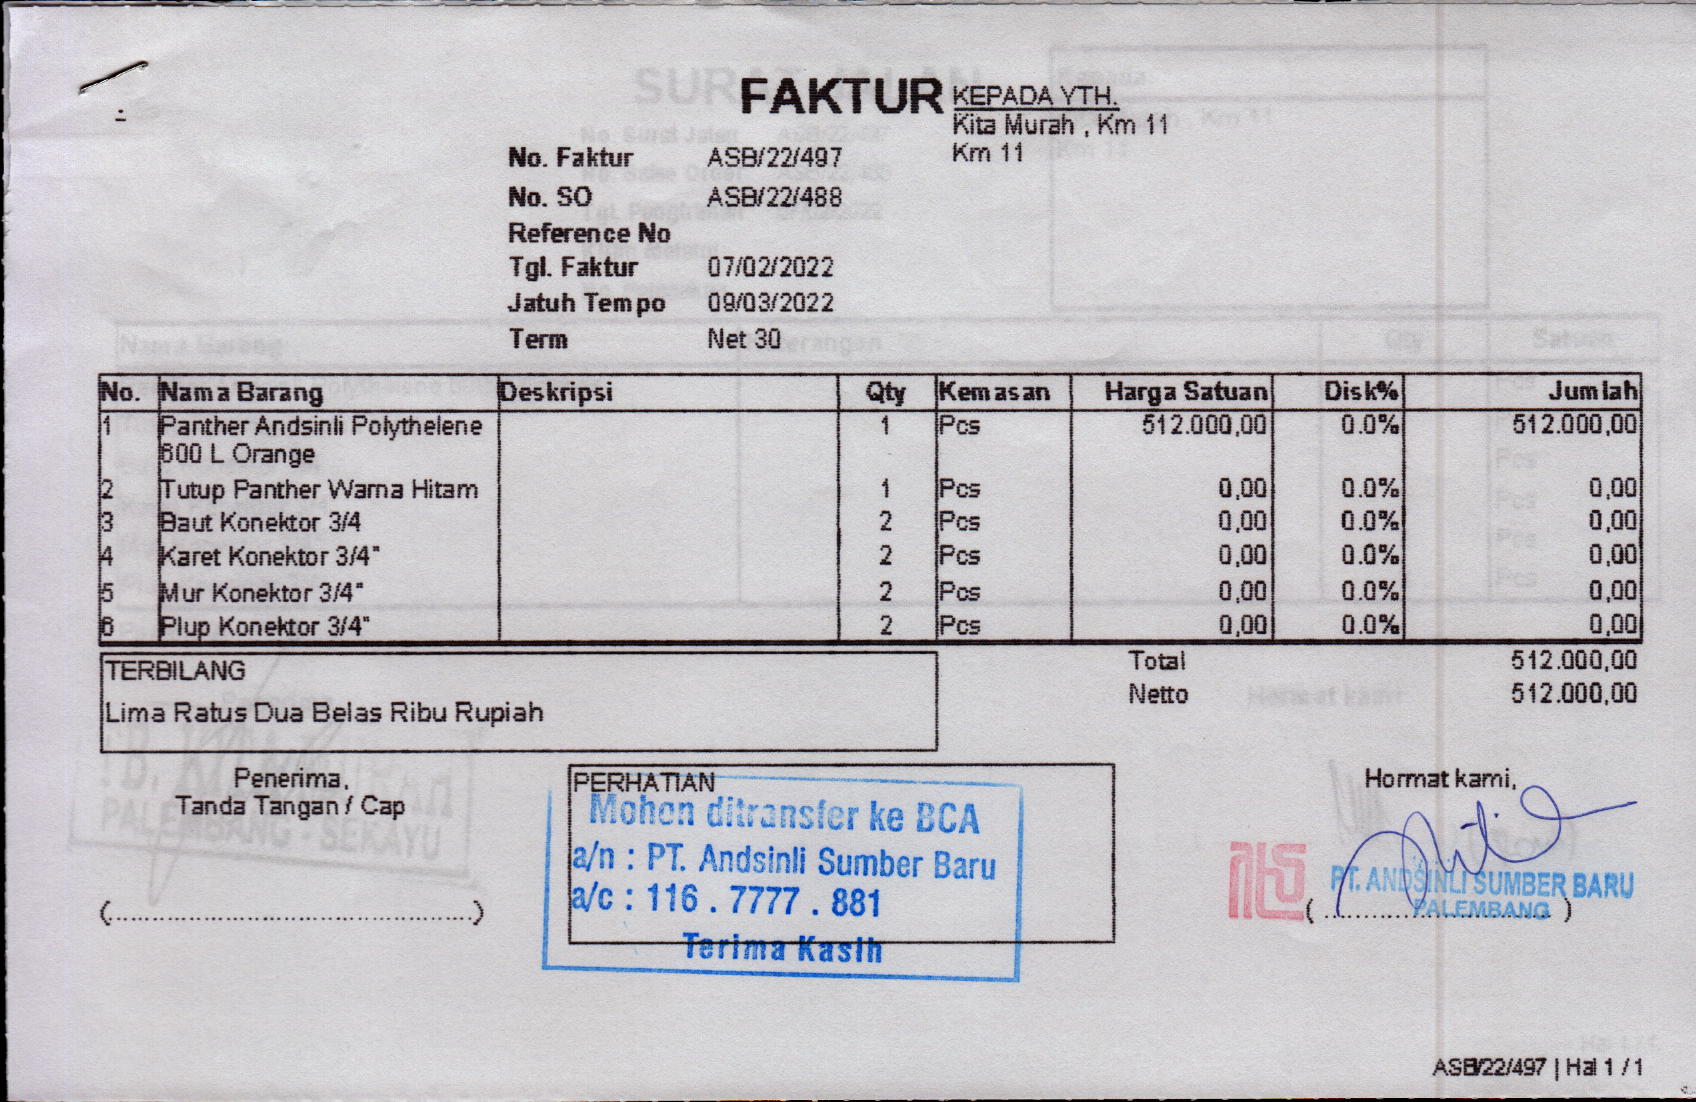 FAKTUR
KEPADA YTH.
Kita Murah , Km 11
Km 11
No. Faktur ASB/22/497
No. SO ASB/22/488
Reference No
Tgl. Faktur 07/02/2022
Jatuh Tempo 09/03/2022
Term Net 30
No. Nama Barang Deskripsi Qty Kemasan Harga Satuan Disk% Jumlah
1 Panther Andsinli Polythelene 1 Pcs 512.000,00 0.0% 512.000,00
600 L Orange
2 Tutup Panther Warna Hitam 1 Pcs 0,00 0.0% 0,00
3 Baut Konektor 3/4 2 Pcs 0,00 0.0% 0,00
4 Karet Konektor 3/4" 2 Pcs 0,00 0.0% 0,00
5 Mur Konektor 3/4" 2 Pcs 0,00 0.0% 0,00
6 Plup Konektor 3/4" 2 Pcs 0,00 0.0% 0,00
TERBILANG
Lima Ratus Dua Belas Ribu Rupiah
Total 512.000,00
Netto 512.000,00
Penerima,
Tanda Tangan / Cap
(....................................................)
PERHATIAN
Mohon ditransfer ke BCA
a/n : PT. Andsinli Sumber Baru
a/c : 116 . 7777 . 881
Terima Kasih
Hormat kami,
PT. ANDSINLI SUMBER BARU
PALEMBANG
( .................................. )
ASB/22/497 | Hal 1 / 1